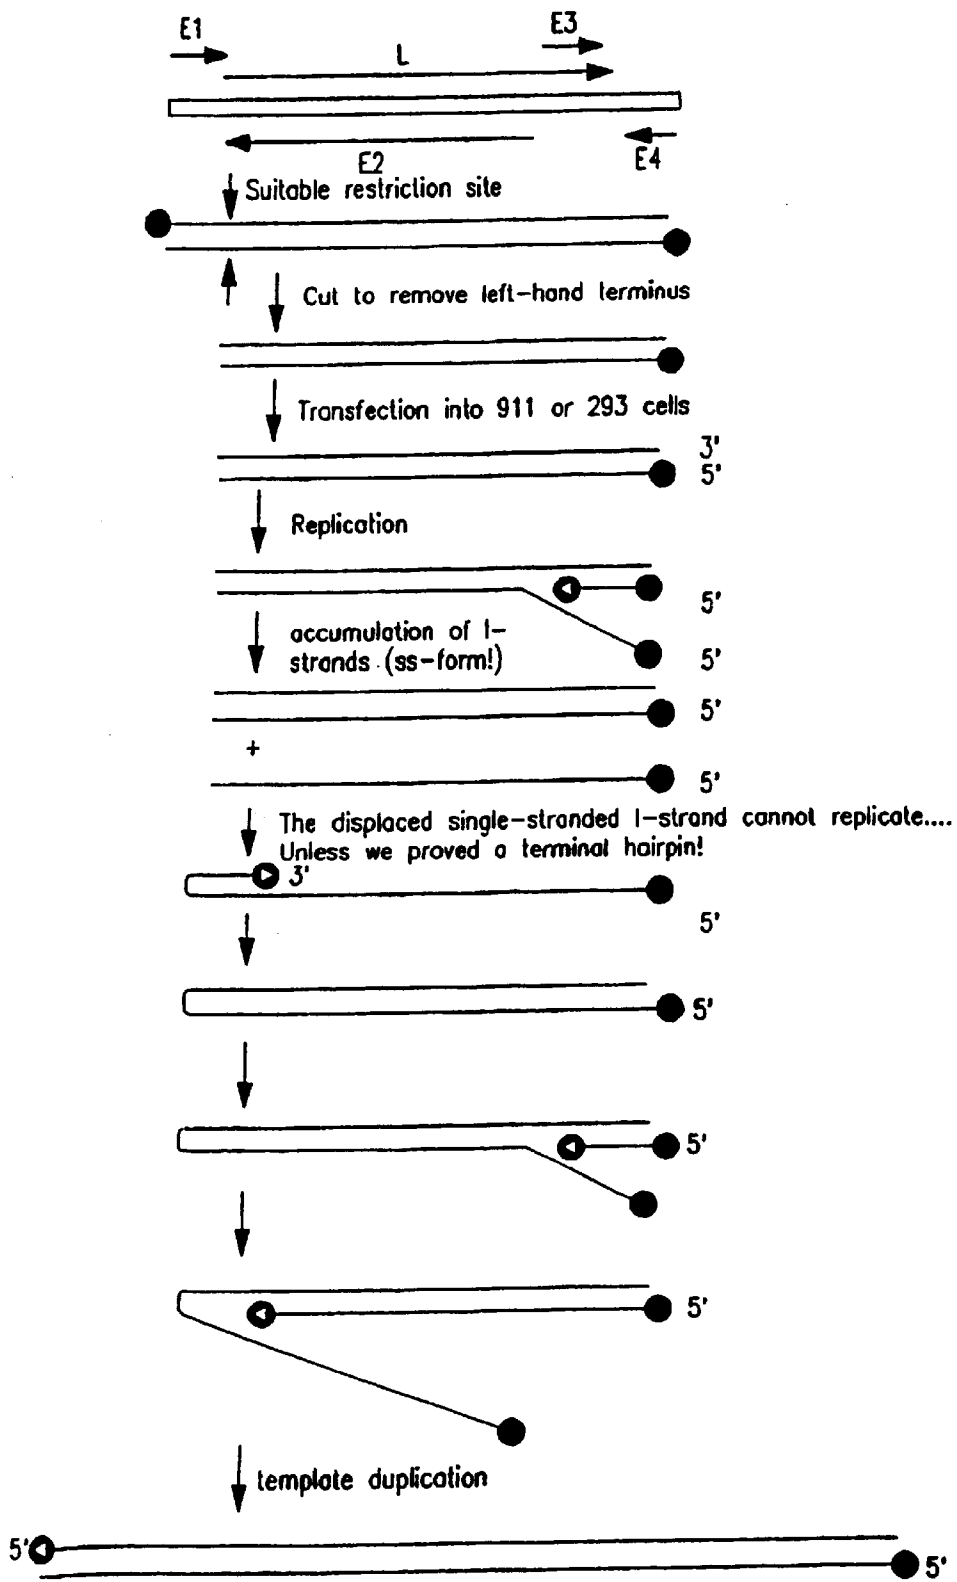 E1
E3
L
E2
E4
Suitable restriction site
Cut to remove left-hand terminus
Transfection into 911 or 293 cells
3'
5'
Replication
5'
accumulation of l-
strands (ss-form!)
5'
5'
+
5'
The displaced single-stranded l-strand cannot replicate....
Unless we proved a terminal hairpin!
3'
5'
5'
5'
5'
template duplication
5'
5'